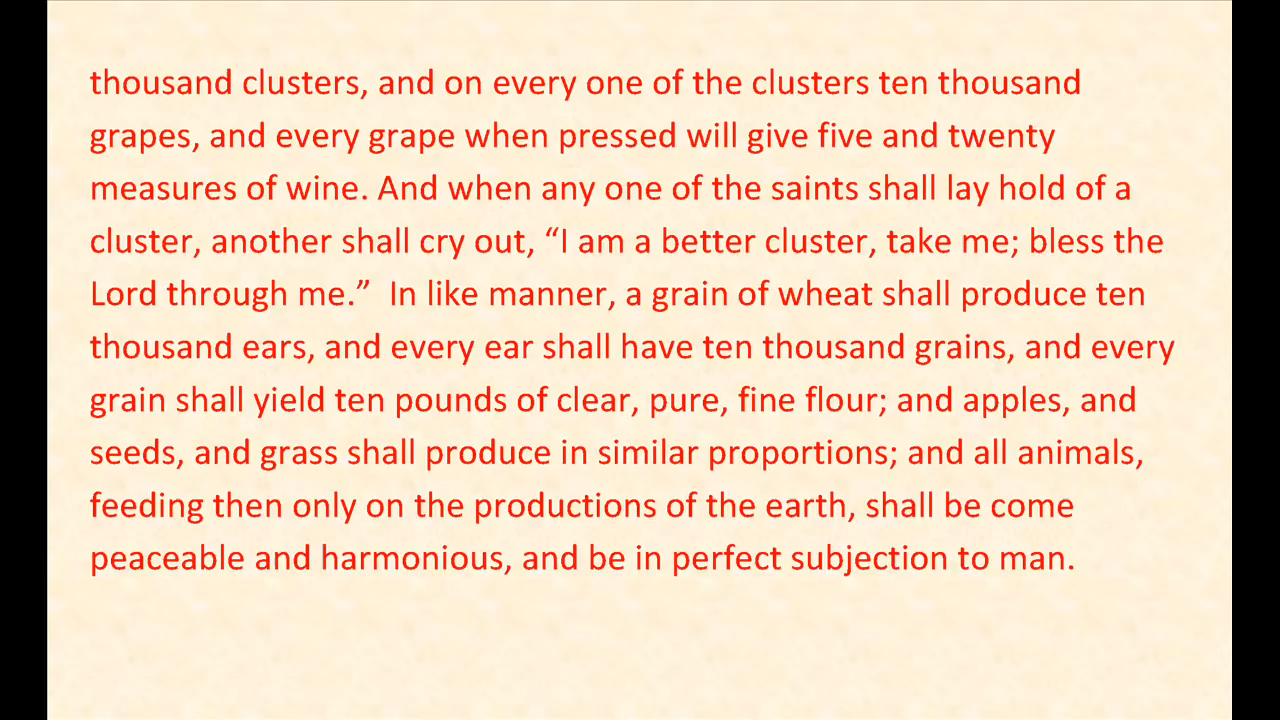 thousand clusters, and on every one of the clusters ten thousand
grapes, and every grape when pressed will give five and twenty
measures of wine. And when any one of the saints shall lay hold of a
cluster, another shall cry out, “I am a better cluster, take me; bless the
Lord through me.”  In like manner, a grain of wheat shall produce ten
thousand ears, and every ear shall have ten thousand grains, and every
grain shall yield ten pounds of clear, pure, fine flour; and apples, and
seeds, and grass shall produce in similar proportions; and all animals,
feeding then only on the productions of the earth, shall be come
peaceable and harmonious, and be in perfect subjection to man.